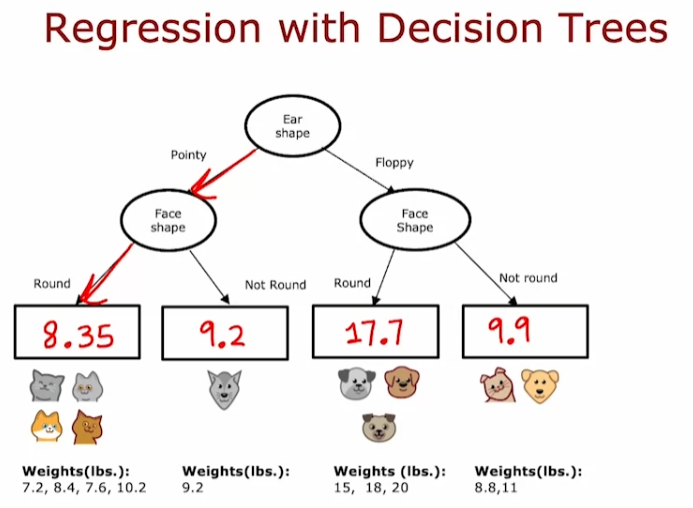 Regression with Decision Trees
Ear
shape
Pointy
Floppy
Face
shape
Face
Shape
Round
Not Round
Round
Not round
8.35
9.2
17.7
9.9
Weights(lbs.):
7.2, 8.4, 7.6, 10.2
Weights(lbs.):
9.2
Weights (lbs.):
15, 18, 20
Weights(lbs.):
8.8,11